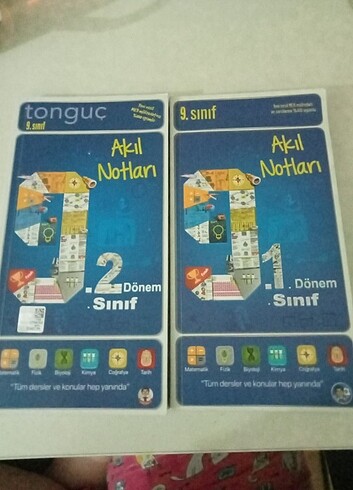 tonguç
9. sınıf
Akıl
Notları
9
.2 Dönem
.Sınıf
Matematik Fizik Biyoloji Kimya Coğrafya Tarih
"Tüm dersler ve konular hep yanında"
9. sınıf
Akıl
Notları
9
.1. Dönem
.Sınıf
Matematik Fizik Biyoloji Kimya Coğrafya Tarih
"Tüm dersler ve konular hep yanında"